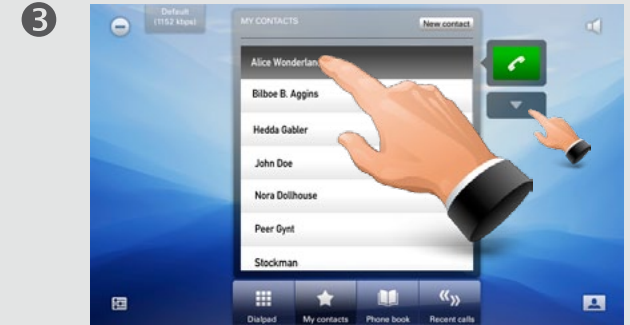 3
Default
(1152 kbps)
MY CONTACTS
New contact
Alice Wonderlan
Bilboe B. Aggins
Hedda Gabler
John Doe
Nora Dollhouse
Peer Gynt
Stockman
Dialpad
My contacts
Phone book
Recent calls